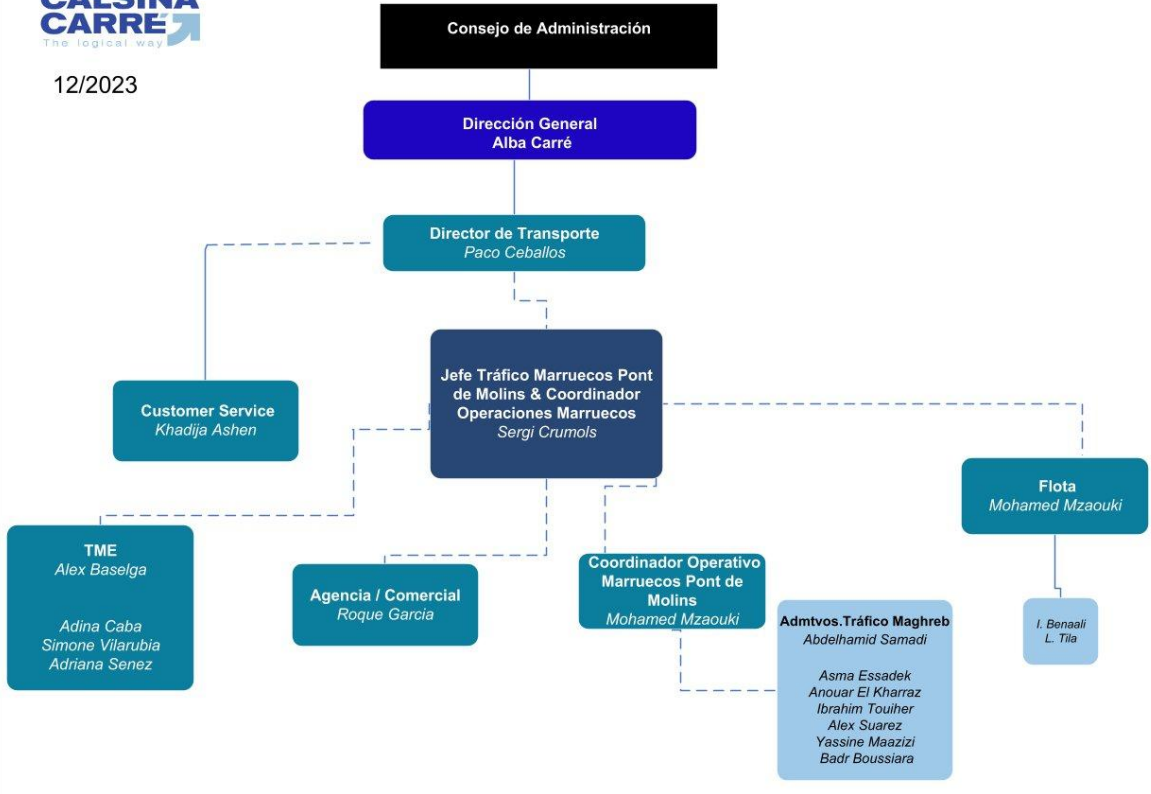 CALSINA
CARRÉ
The logical way
12/2023
Consejo de Administración
Dirección General
Alba Carré
Director de Transporte
Paco Ceballos
Jefe Tráfico Marruecos Pont
de Molins & Coordinador
Operaciones Marruecos
Sergi Crumols
Customer Service
Khadija Ashen
Flota
Mohamed Mzaouki
TME
Alex Baselga
Adina Caba
Simone Vilarubia
Adriana Senez
Agencia / Comercial
Roque Garcia
Coordinador Operativo
Marruecos Pont de
Molins
Mohamed Mzaouki
Admtvos.Tráfico Maghreb
Abdelhamid Samadi
Asma Essadek
Anouar El Kharraz
Ibrahim Touiher
Alex Suarez
Yassine Maazizi
Badr Boussiara
I. Benaali
L. Tila